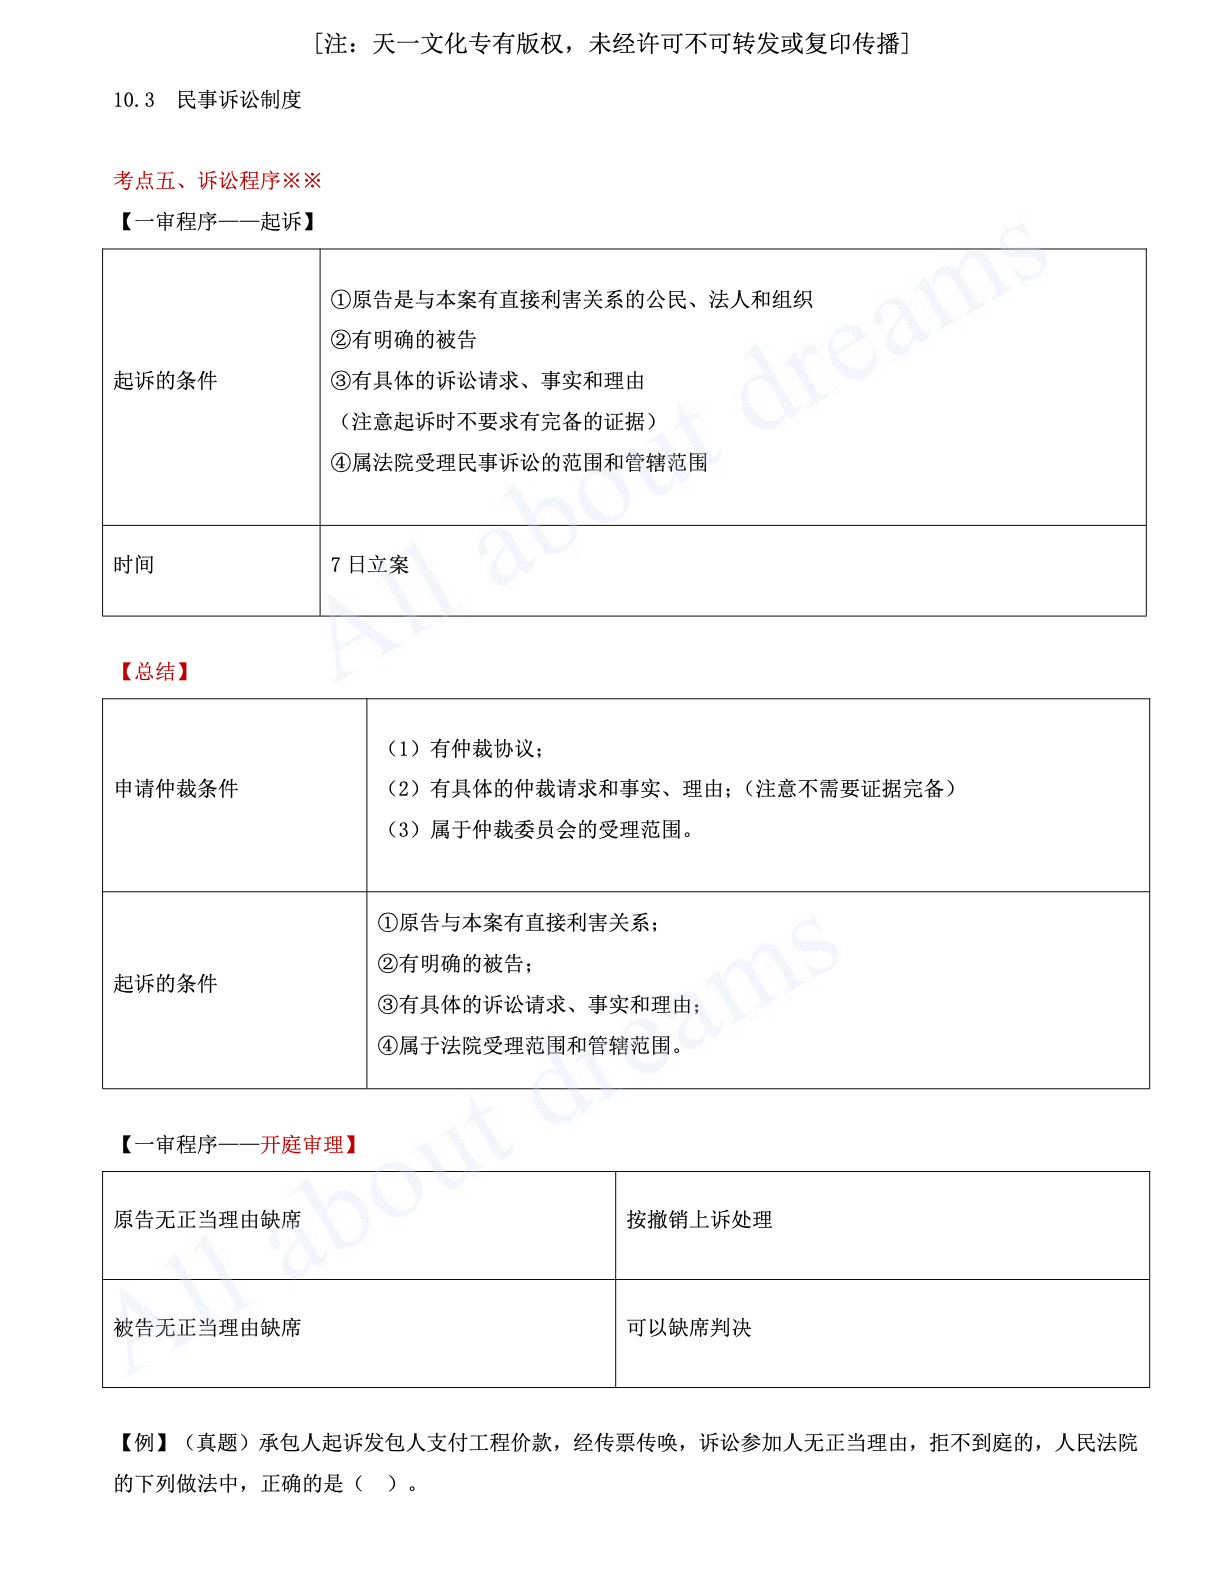 [注：天一文化专有版权，未经许可不可转发或复印传播]
10.3 民事诉讼制度
考点五、诉讼程序※※
【一审程序——起诉】
起诉的条件
①原告是与本案有直接利害关系的公民、法人和组织
②有明确的被告
③有具体的诉讼请求、事实和理由
（注意起诉时不要求有完备的证据）
④属法院受理民事诉讼的范围和管辖范围
时间
7 日立案
【总结】
申请仲裁条件
（1）有仲裁协议；
（2）有具体的仲裁请求和事实、理由；（注意不需要证据完备）
（3）属于仲裁委员会的受理范围。
起诉的条件
①原告与本案有直接利害关系；
②有明确的被告；
③有具体的诉讼请求、事实和理由；
④属于法院受理范围和管辖范围。
【一审程序——开庭审理】
原告无正当理由缺席
按撤销上诉处理
被告无正当理由缺席
可以缺席判决
【例】（真题）承包人起诉发包人支付工程价款，经传票传唤，诉讼参加人无正当理由，拒不到庭的，人民法院
的下列做法中，正确的是（ ）。
All about dreams
All about dreams